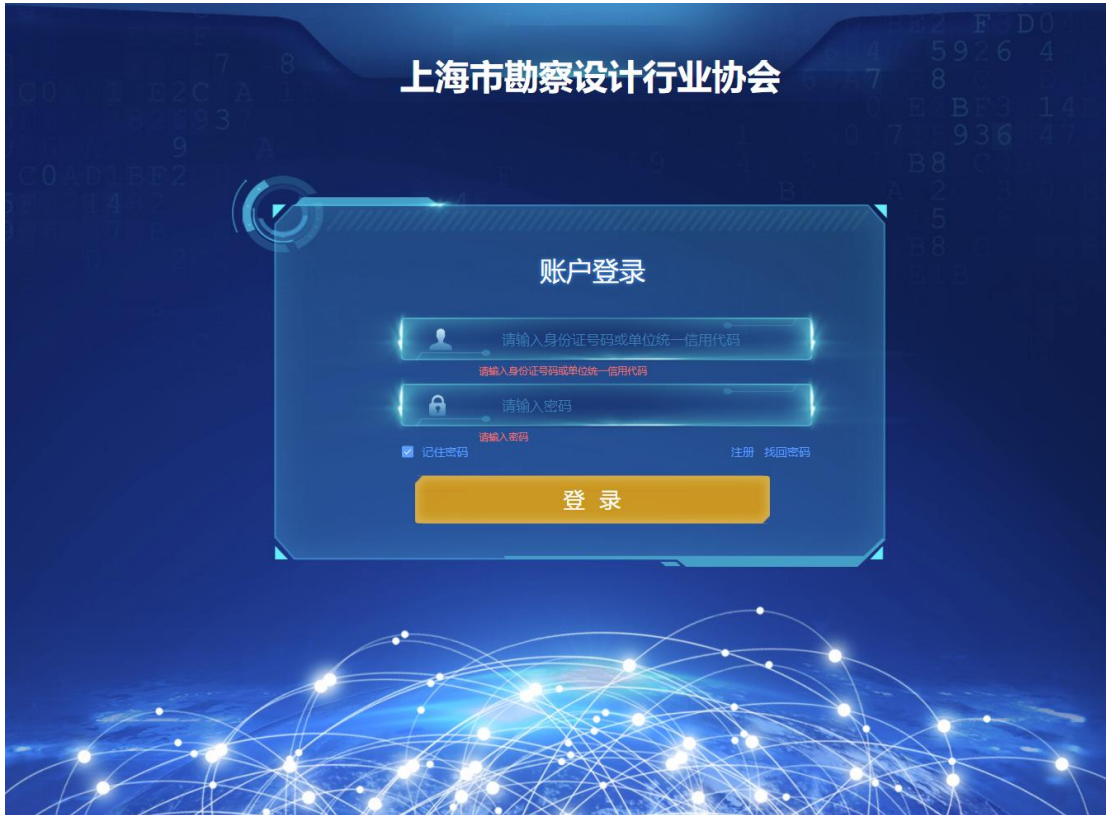 上海市勘察设计行业协会
账户登录
请输入身份证号码或单位统一信用代码
请输入身份证号码或单位统一信用代码
请输入密码
请输入密码
记住密码 注册 找回密码
登 录